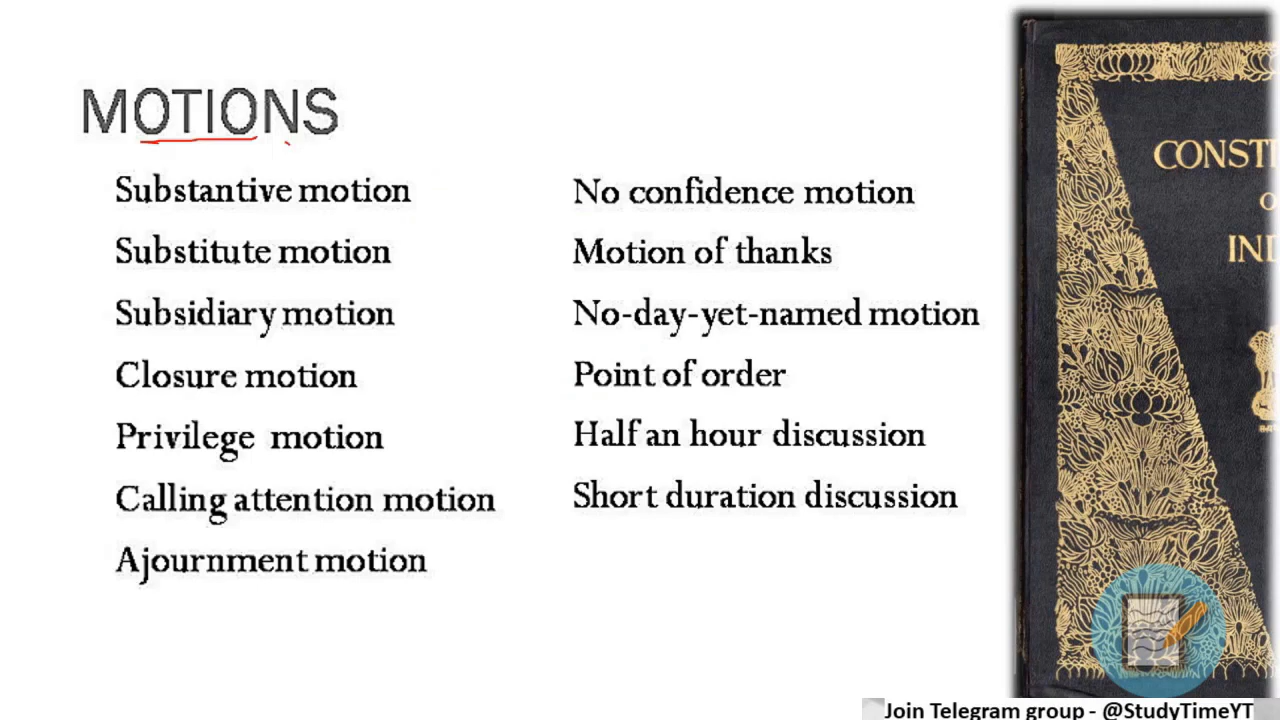 MOTIONS
Substantive motion
Substitute motion
Subsidiary motion
Closure motion
Privilege motion
Calling attention motion
Ajournment motion
No confidence motion
Motion of thanks
No-day-yet-named motion
Point of order
Half an hour discussion
Short duration discussion
CONSTI
O
IND
Join Telegram group - @StudyTimeYT